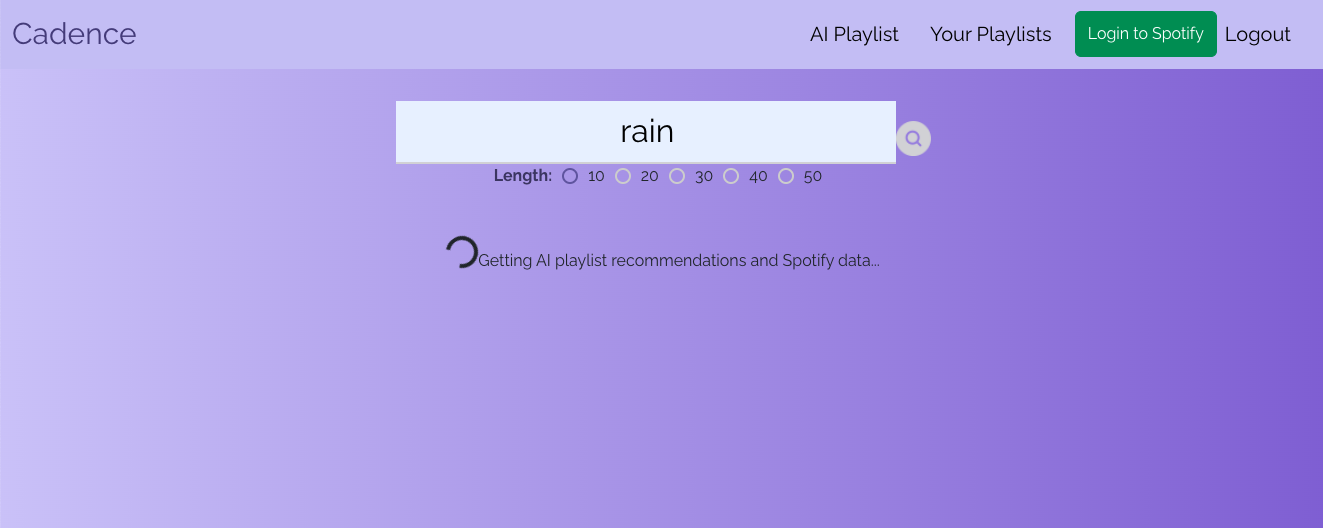 Cadence AI Playlist Your Playlists Login to Spotify Logout
rain
Length: 10 20 30 40 50
Getting AI playlist recommendations and Spotify data...